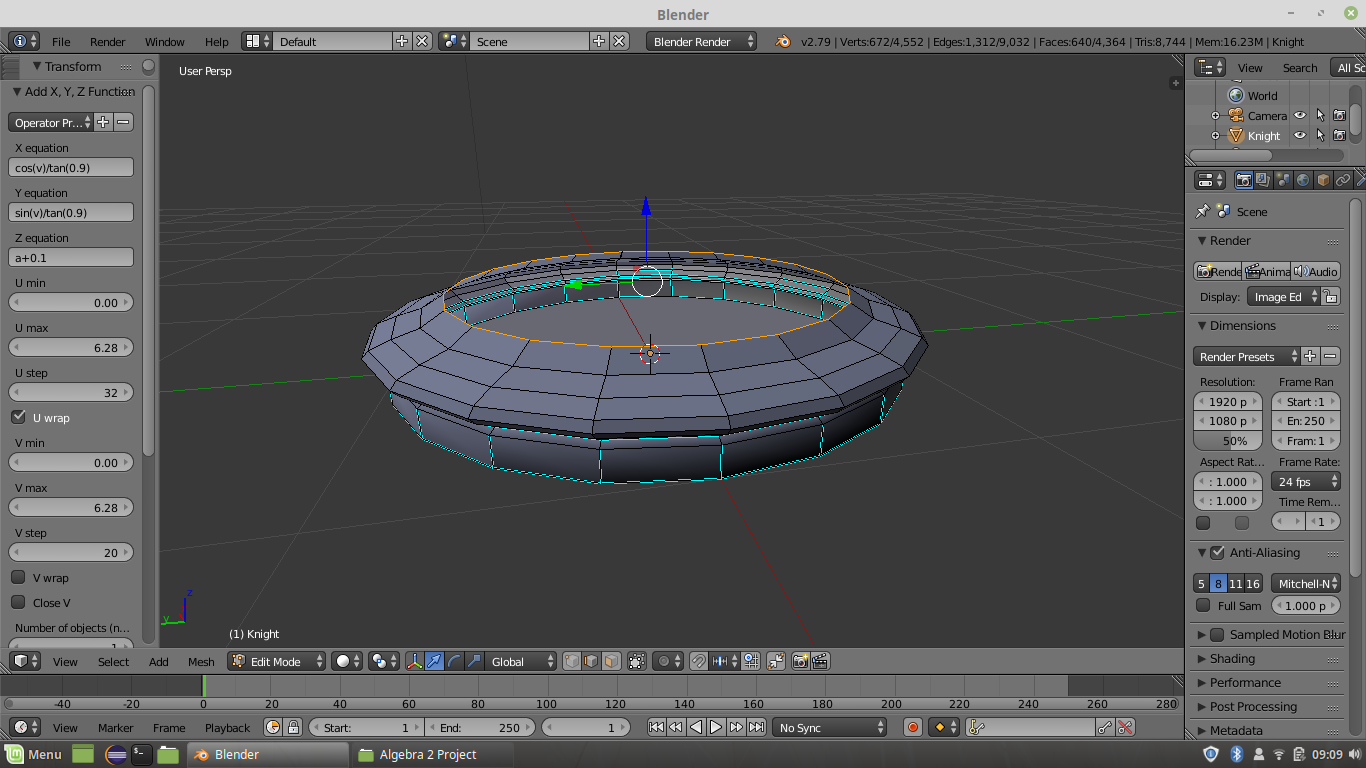 Blender
File Render Window Help Default Scene Blender Render v2.79 | Verts:672/4,552 | Edges:1,312/9,032 | Faces:640/4,364 | Tris:8,744 | Mem:16.23M | Knight
Transform
Add X, Y, Z Function
Operator Pr...
X equation
cos(v)/tan(0.9)
Y equation
sin(v)/tan(0.9)
Z equation
a+0.1
U min
0.00
U max
6.28
U step
32
U wrap
V min
0.00
V max
6.28
V step
20
V wrap
Close V
Number of objects (n...
1
User Persp
z
y
(1) Knight
View Select Add Mesh Edit Mode Global
-40 -20 0 20 40 60 80 100 120 140 160 180 200 220 240 260 280
View Marker Frame Playback Start: 1 End: 250 1 No Sync
View Search All Sc
World
Camera
Knight
Scene
Render
Rende Anima Audio
Display: Image Ed
Dimensions
Render Presets
Resolution: Frame Ran
1920 p Start :1
1080 p En: 250
50% Fram: 1
Aspect Rat... Frame Rate:
: 1.000 24 fps
: 1.000 Time Rem...
1
Anti-Aliasing
5 8 11 16 Mitchell-N
Full Sam 1.000 p
Sampled Motion Blur
Shading
Performance
Post Processing
Metadata
Menu Blender Algebra 2 Project 09:09